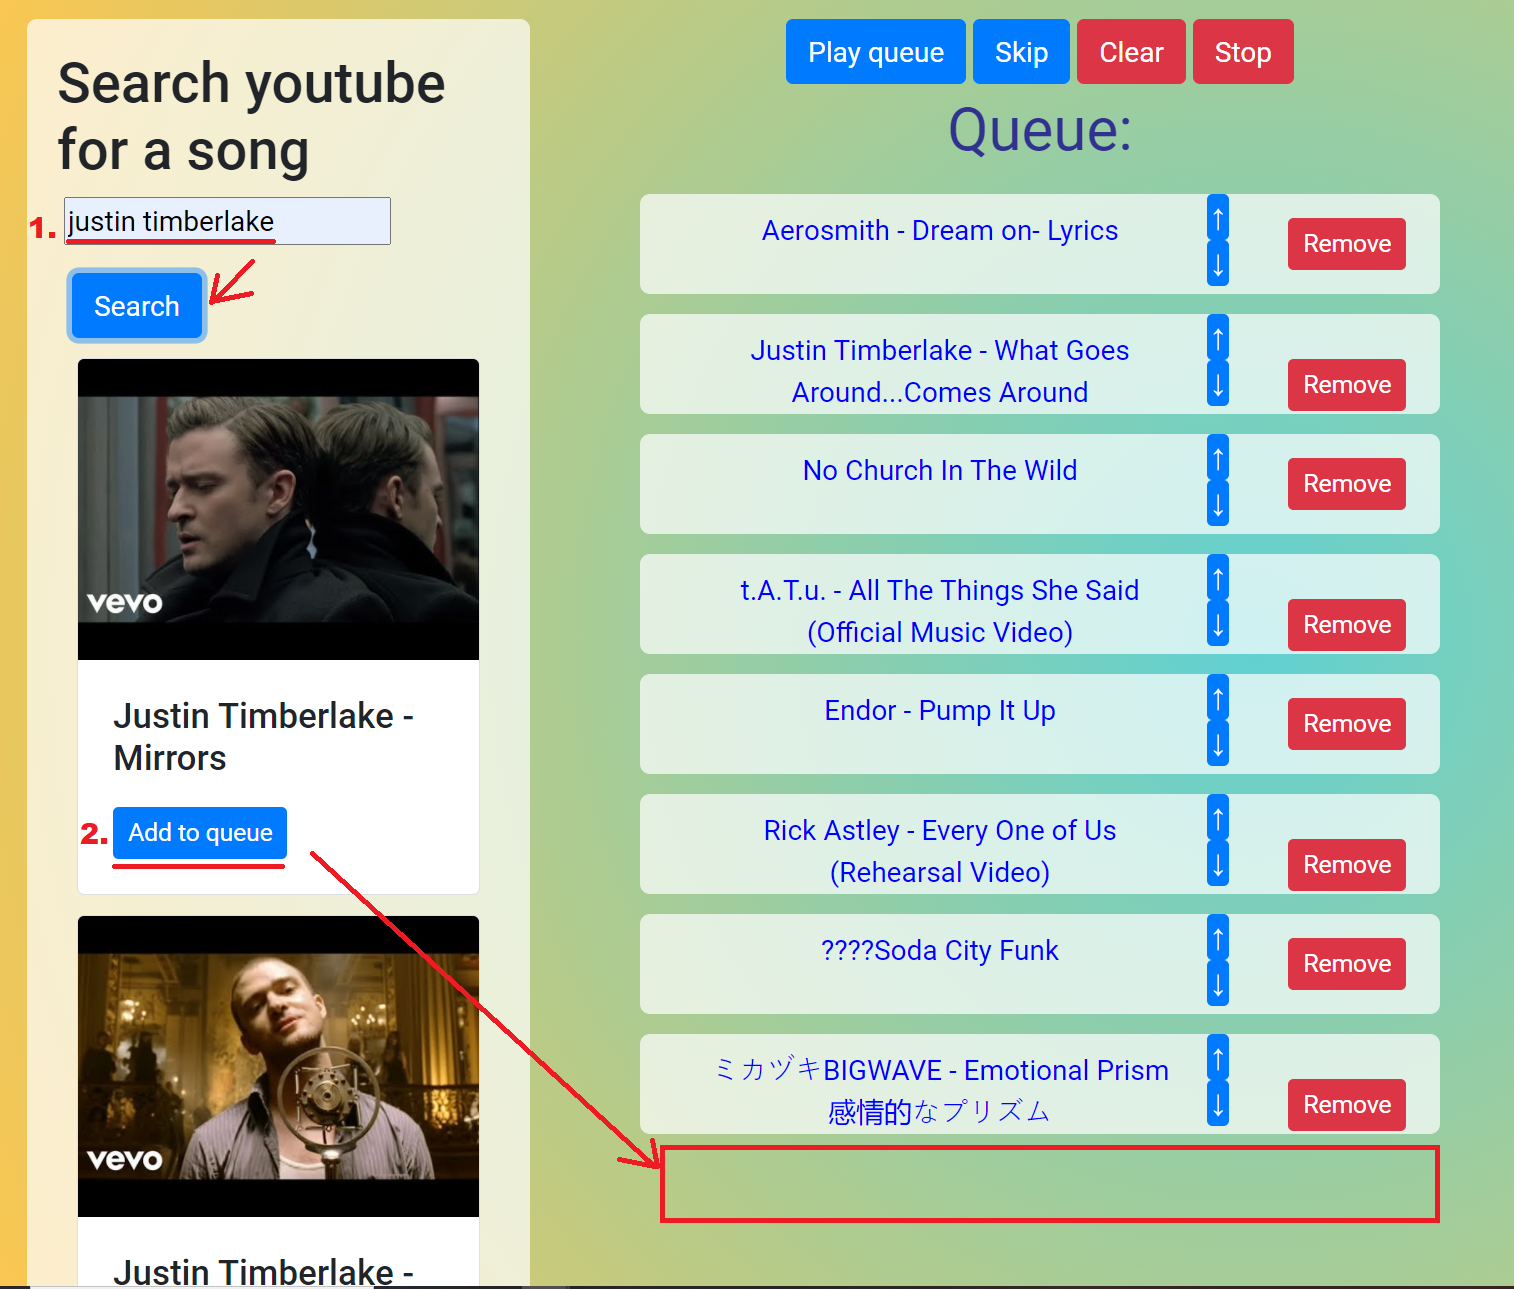 Search youtube
for a song
1.
justin timberlake
Search
vevo
Justin Timberlake -
Mirrors
2.
Add to queue
vevo
Justin Timberlake -
Play queue
Skip
Clear
Stop
Queue:
Aerosmith - Dream on- Lyrics
↑
↓
Remove
Justin Timberlake - What Goes
Around...Comes Around
↑
↓
Remove
No Church In The Wild
↑
↓
Remove
t.A.T.u. - All The Things She Said
(Official Music Video)
↑
↓
Remove
Endor - Pump It Up
↑
↓
Remove
Rick Astley - Every One of Us
(Rehearsal Video)
↑
↓
Remove
????Soda City Funk
↑
↓
Remove
ミカヅキBIGWAVE - Emotional Prism
感情的なプリズム
↑
↓
Remove